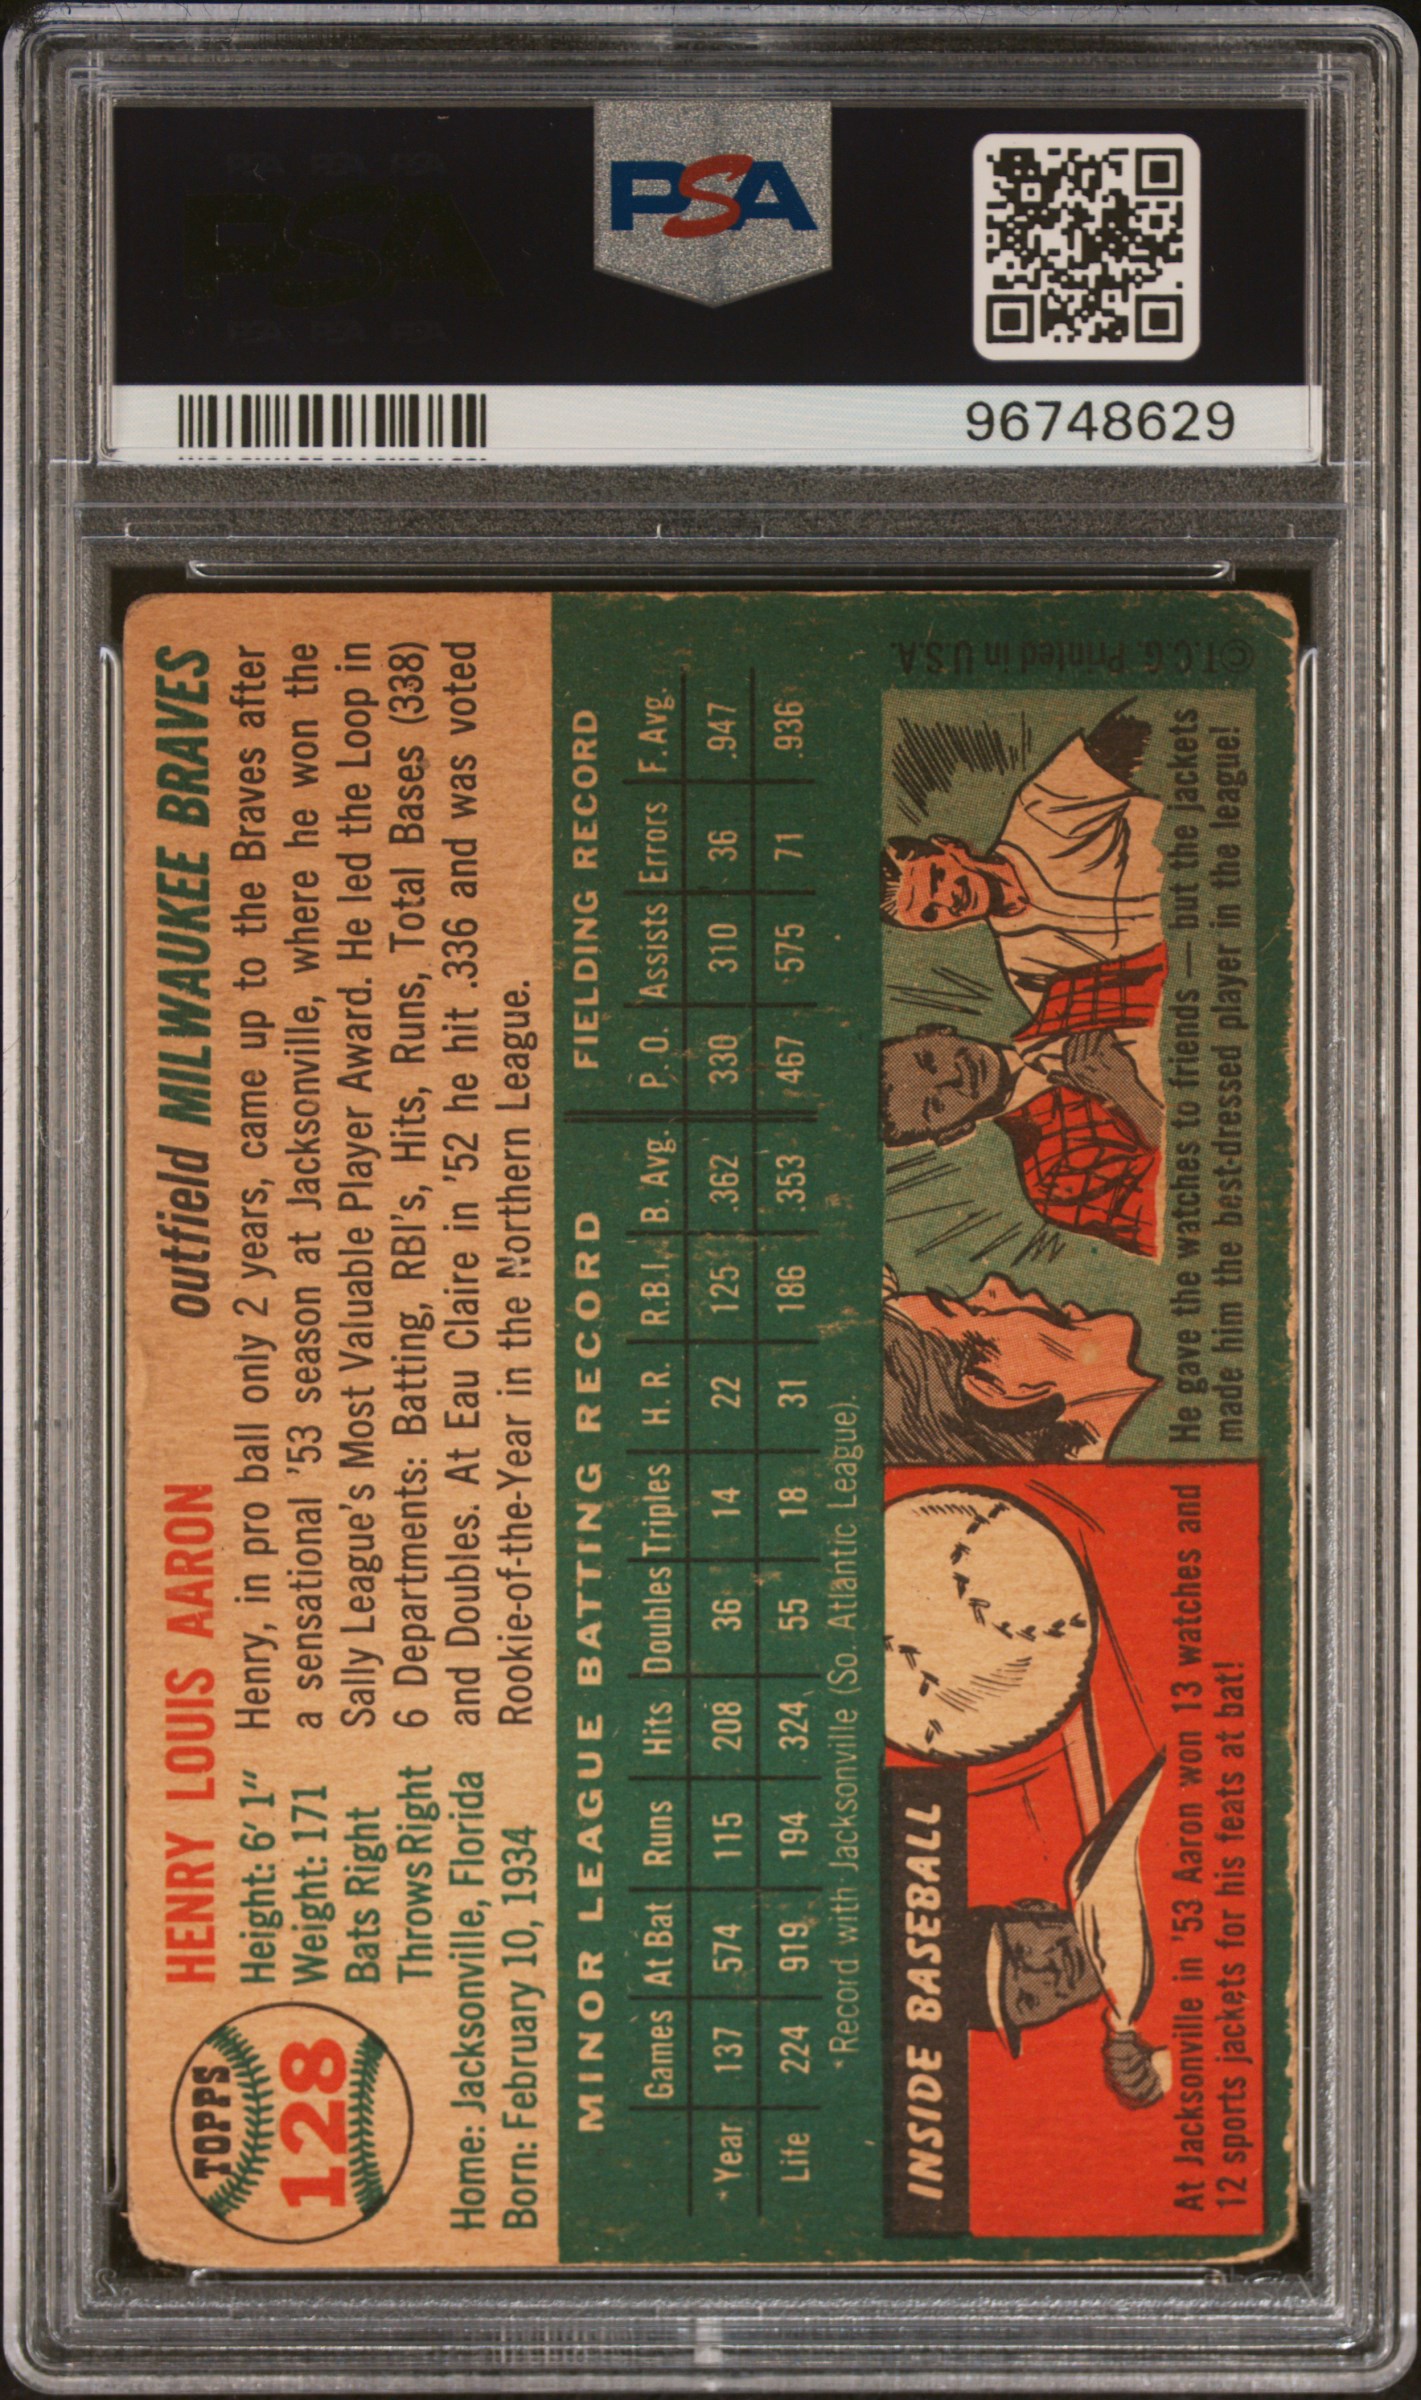 PSA
96748629
TOPPS
128
HENRY LOUIS AARON
outfield MILWAUKEE BRAVES
Height: 6' 1"
Weight: 171
Bats Right
Throws Right
Home: Jacksonville, Florida
Born: February 10, 1934
Henry, in pro ball only 2 years, came up to the Braves after
a sensational '53 season at Jacksonville, where he won the
Sally League's Most Valuable Player Award. He led the Loop in
6 Departments: Batting, RBI's, Hits, Runs, Total Bases (338)
and Doubles. At Eau Claire in '52 he hit .336 and was voted
Rookie-of-the-Year in the Northern League.
MINOR LEAGUE BATTING RECORD FIELDING RECORD
Games At Bat Runs Hits Doubles Triples H. R. R.B.I. B. Avg. P. O. Assists Errors F. Avg.
*Year 137 574 115 208 36 14 22 125 .362 330 310 36 .947
Life 224 919 194 324 55 18 31 186 .353 467 575 71 .936
*Record with Jacksonville (So. Atlantic League).
INSIDE BASEBALL
At Jacksonville in '53 Aaron won 13 watches and
12 sports jackets for his feats at bat!
He gave the watches to friends — but the jackets
made him the best-dressed player in the league!
©T.C.G. Printed in U.S.A.